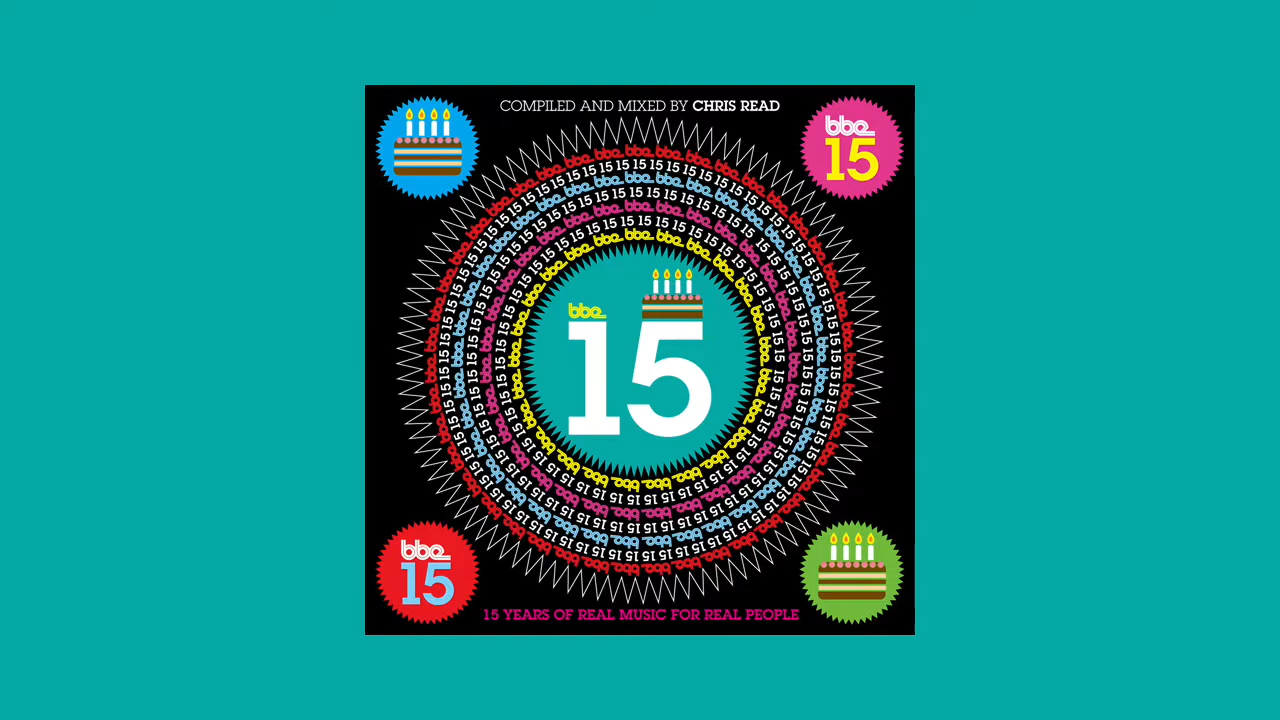 COMPILED AND MIXED BY CHRIS READ
bbe
15
bbe
15
bbe
15
15 YEARS OF REAL MUSIC FOR REAL PEOPLE